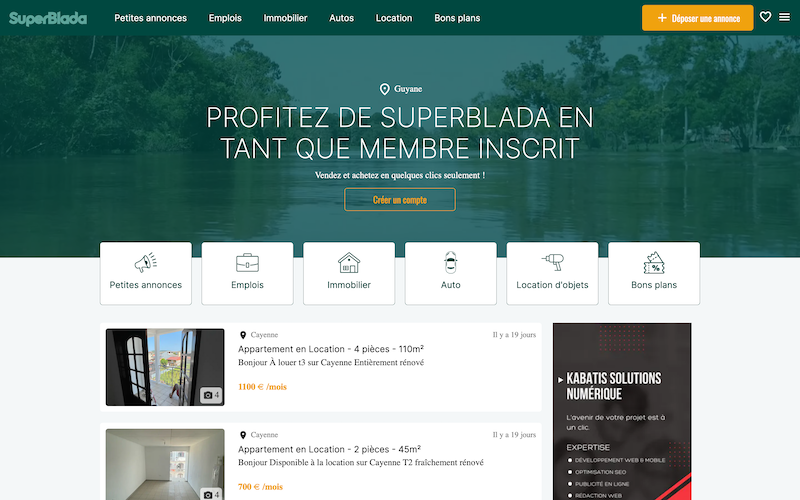 SuperBlada
Petites annonces
Emplois
Immobilier
Autos
Location
Bons plans
Déposer une annonce
Guyane
PROFITEZ DE SUPERBLADA EN
TANT QUE MEMBRE INSCRIT
Vendez et achetez en quelques clics seulement !
Créer un compte
Petites annonces
Emplois
Immobilier
Auto
Location d'objets
Bons plans
Cayenne
Il y a 19 jours
Appartement en Location - 4 pièces - 110m²
Bonjour À louer t3 sur Cayenne Entièrement rénové
1100 € /mois
4
Cayenne
Il y a 19 jours
Appartement en Location - 2 pièces - 45m²
Bonjour Disponible à la location sur Cayenne T2 fraîchement rénové
700 € /mois
4
KABATIS SOLUTIONS
NUMÉRIQUE
L'avenir de votre projet est à
un clic.
EXPERTISE
DÉVELOPPEMENT WEB & MOBILE
OPTIMISATION SEO
PUBLICITÉ EN LIGNE
RÉDACTION WEB